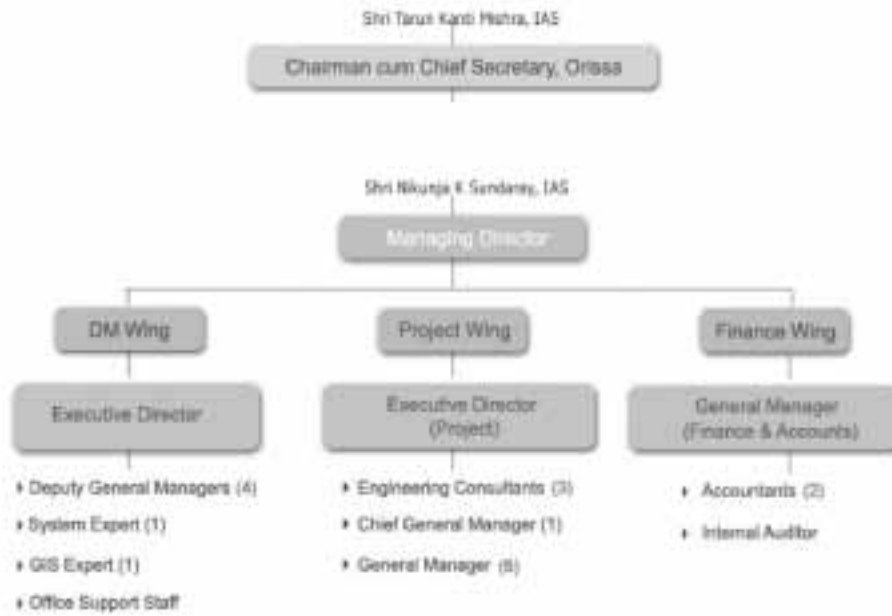 Shri Tarun Kanti Mishra, IAS
Chairman cum Chief Secretary, Orissa
Shri Nikunja K Sundaray, IAS
Managing Director
DM Wing
Project Wing
Finance Wing
Executive Director
Executive Director
(Project)
General Manager
(Finance & Accounts)
Deputy General Managers (4)
System Expert (1)
GIS Expert (1)
Office Support Staff
Engineering Consultants (3)
Chief General Manager (1)
General Manager
Accountants (2)
Internal Auditor